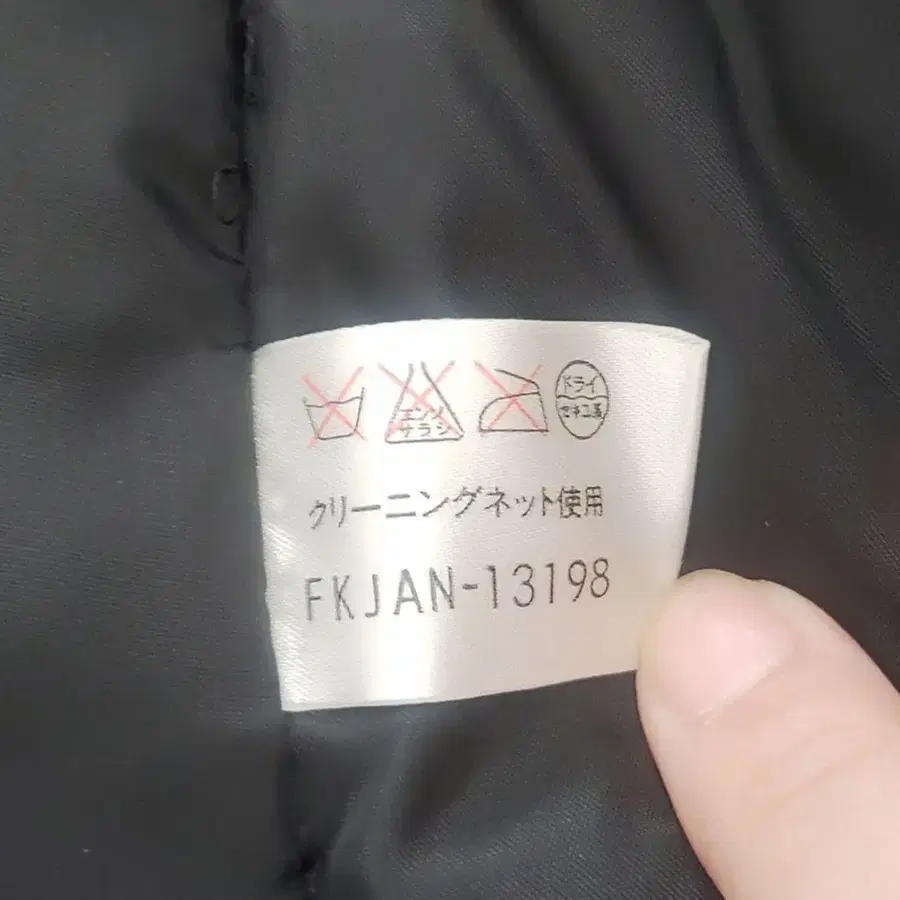 エンソ サラシ
ドライ
セキユ系
クリーニングネット使用
FKJAN-13198